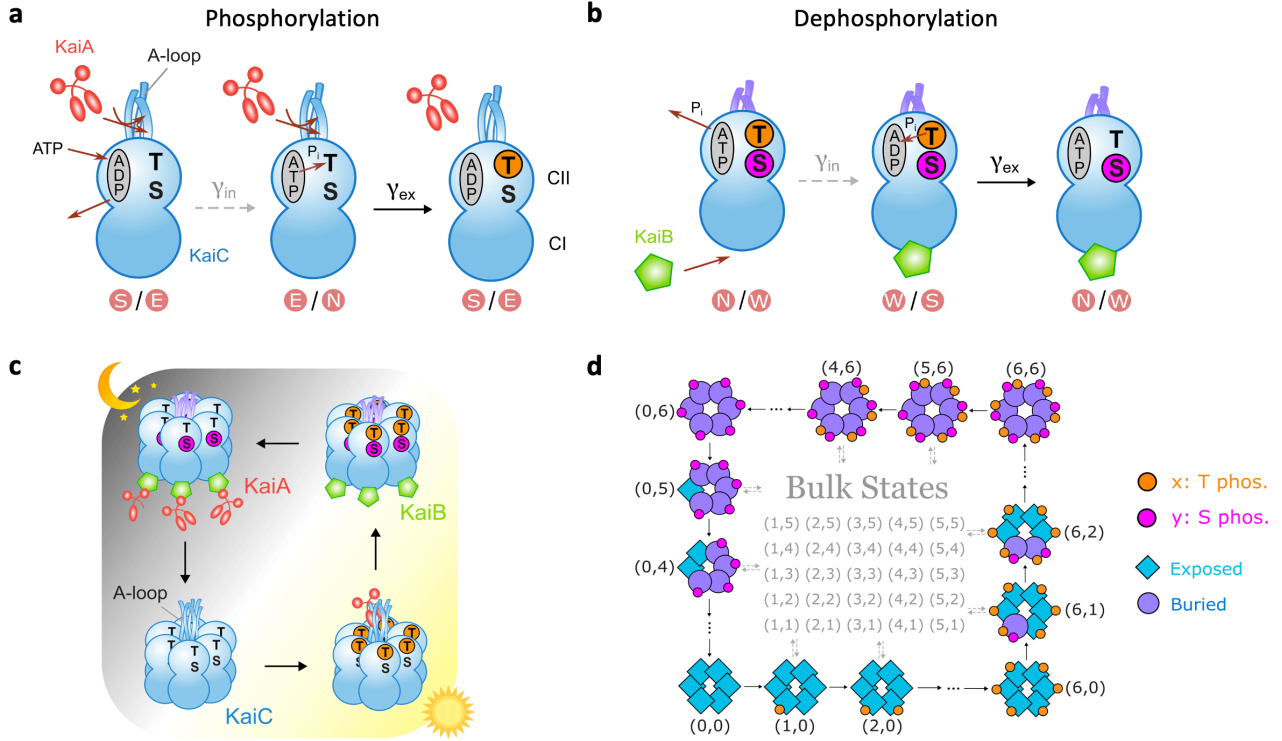 a
Phosphorylation
KaiA
A-loop
ATP
ADP
T
S
γin
ATP
Pi
T
S
γex
ADP
T
S
CII
CI
KaiC
S / E
E / N
S / E
b
Dephosphorylation
Pi
ATP
T
S
γin
ADP
Pi
T
S
γex
ATP
T
S
KaiB
N / W
W / S
N / W
c
T
T
T
T
T
S
S
KaiA
T
T
T
T
T
S
S
S
KaiB
A-loop
T
T
T
T
T
S
S
KaiC
T
T
T
T
T
S
S
S
d
(4,6) (5,6) (6,6)
(0,6)
...
(0,5)
Bulk States
(1,5) (2,5) (3,5) (4,5) (5,5)
(1,4) (2,4) (3,4) (4,4) (5,4)
(1,3) (2,3) (3,3) (4,3) (5,3)
(1,2) (2,2) (3,2) (4,2) (5,2)
(1,1) (2,1) (3,1) (4,1) (5,1)
(0,4)
(6,2)
(6,1)
(6,0)
...
(0,0) (1,0) (2,0)
x: T phos.
y: S phos.
Exposed
Buried